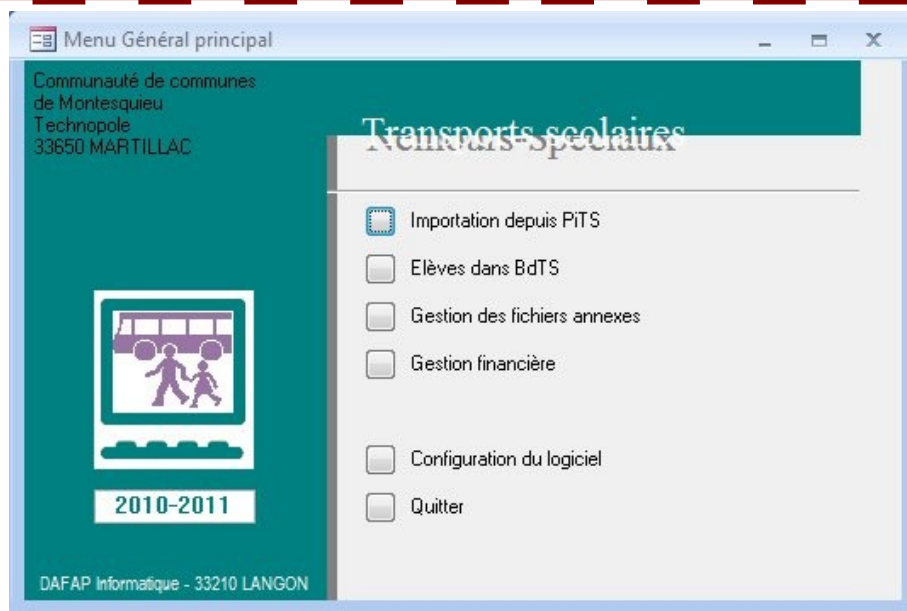 Menu Général principal
Communauté de communes
de Montesquieu
Technopole
33650 MARTILLAC
Transports scolaires
Importation depuis PiTS
Elèves dans BdTS
Gestion des fichiers annexes
Gestion financière
Configuration du logiciel
Quitter
2010-2011
DAFAP Informatique - 33210 LANGON